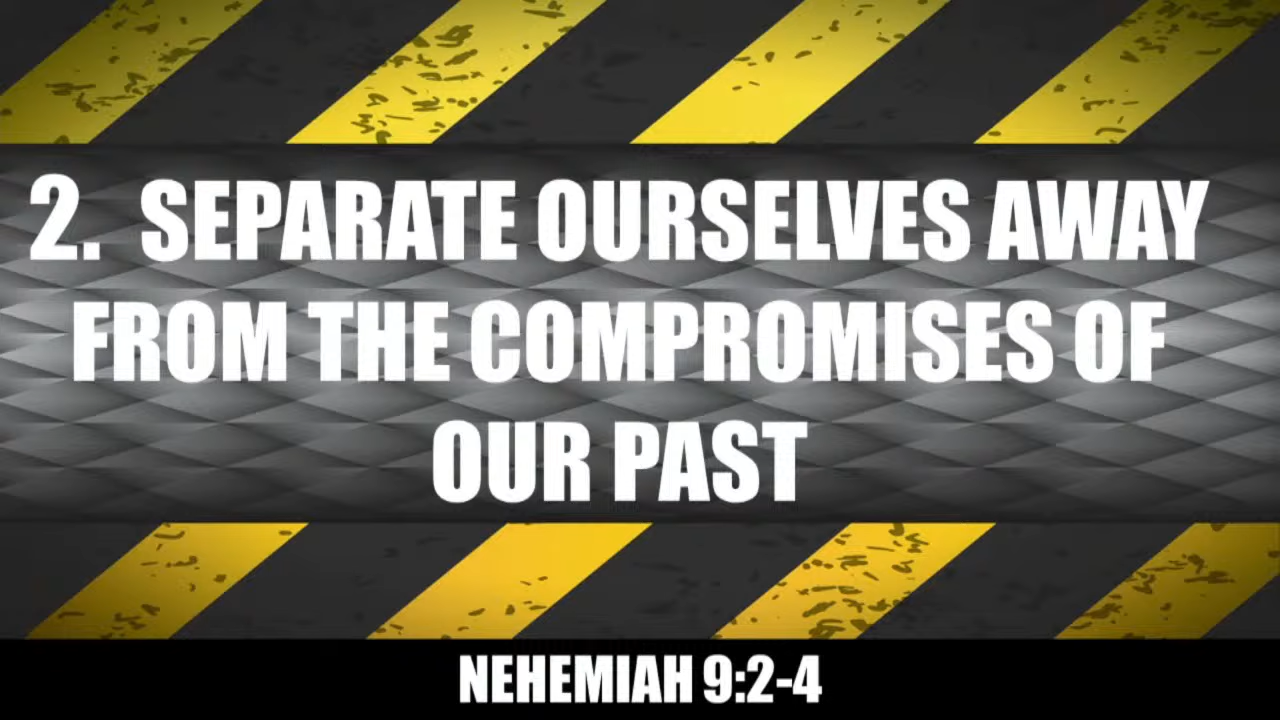 2. SEPARATE OURSELVES AWAY
FROM THE COMPROMISES OF
OUR PAST
NEHEMIAH 9:2-4